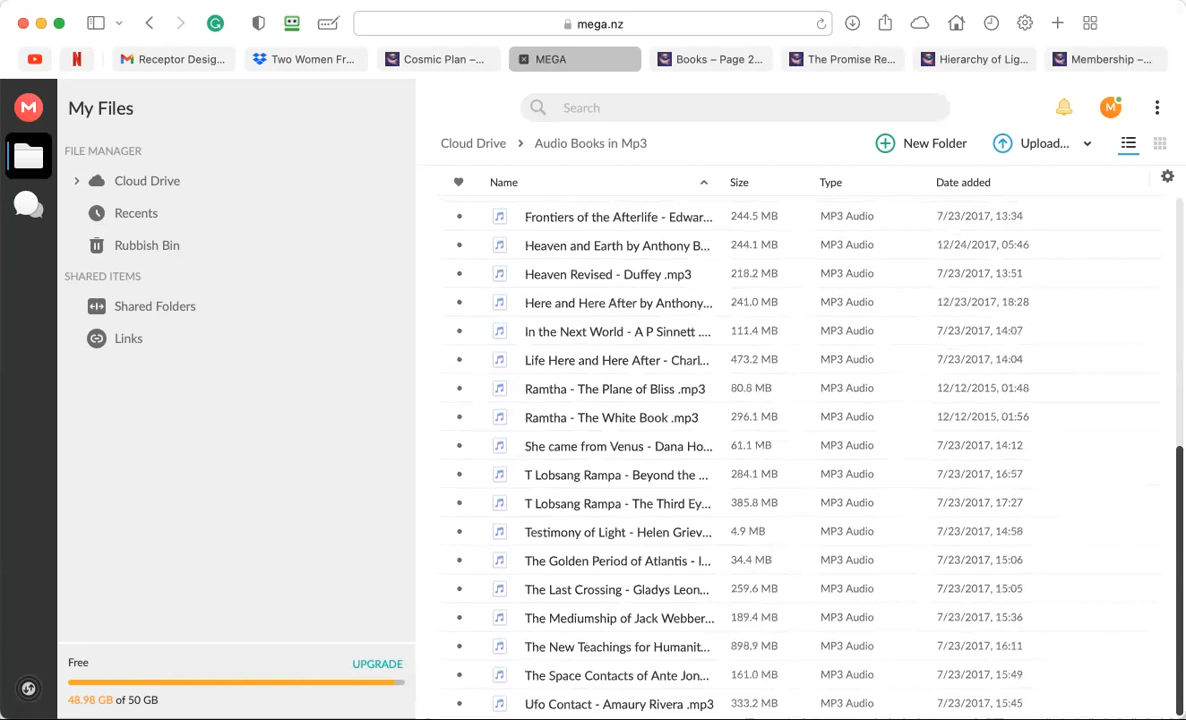 mega.nz
Receptor Desig... Two Women Fr... Cosmic Plan –... MEGA Books – Page 2... The Promise Re... Hierarchy of Lig... Membership –...
M My Files Search M
FILE MANAGER
Cloud Drive
Recents
Rubbish Bin
SHARED ITEMS
Shared Folders
Links
Cloud Drive > Audio Books in Mp3 New Folder Upload...
Name Size Type Date added
Frontiers of the Afterlife - Edwar... 244.5 MB MP3 Audio 7/23/2017, 13:34
Heaven and Earth by Anthony B... 244.1 MB MP3 Audio 12/24/2017, 05:46
Heaven Revised - Duffey .mp3 218.2 MB MP3 Audio 7/23/2017, 13:51
Here and Here After by Anthony... 241.0 MB MP3 Audio 12/23/2017, 18:28
In the Next World - A P Sinnett .... 111.4 MB MP3 Audio 7/23/2017, 14:07
Life Here and Here After - Charl... 473.2 MB MP3 Audio 7/23/2017, 14:04
Ramtha - The Plane of Bliss .mp3 80.8 MB MP3 Audio 12/12/2015, 01:48
Ramtha - The White Book .mp3 296.1 MB MP3 Audio 12/12/2015, 01:56
She came from Venus - Dana Ho... 61.1 MB MP3 Audio 7/23/2017, 14:12
T Lobsang Rampa - Beyond the ... 284.1 MB MP3 Audio 7/23/2017, 16:57
T Lobsang Rampa - The Third Ey... 385.8 MB MP3 Audio 7/23/2017, 17:27
Testimony of Light - Helen Griev... 4.9 MB MP3 Audio 7/23/2017, 14:58
The Golden Period of Atlantis - I... 34.4 MB MP3 Audio 7/23/2017, 15:06
The Last Crossing - Gladys Leon... 259.6 MB MP3 Audio 7/23/2017, 15:05
The Mediumship of Jack Webber... 189.4 MB MP3 Audio 7/23/2017, 15:36
The New Teachings for Humanit... 898.9 MB MP3 Audio 7/23/2017, 16:11
The Space Contacts of Ante Jon... 161.0 MB MP3 Audio 7/23/2017, 15:49
Ufo Contact - Amaury Rivera .mp3 333.2 MB MP3 Audio 7/23/2017, 15:45
Free UPGRADE
48.98 GB of 50 GB